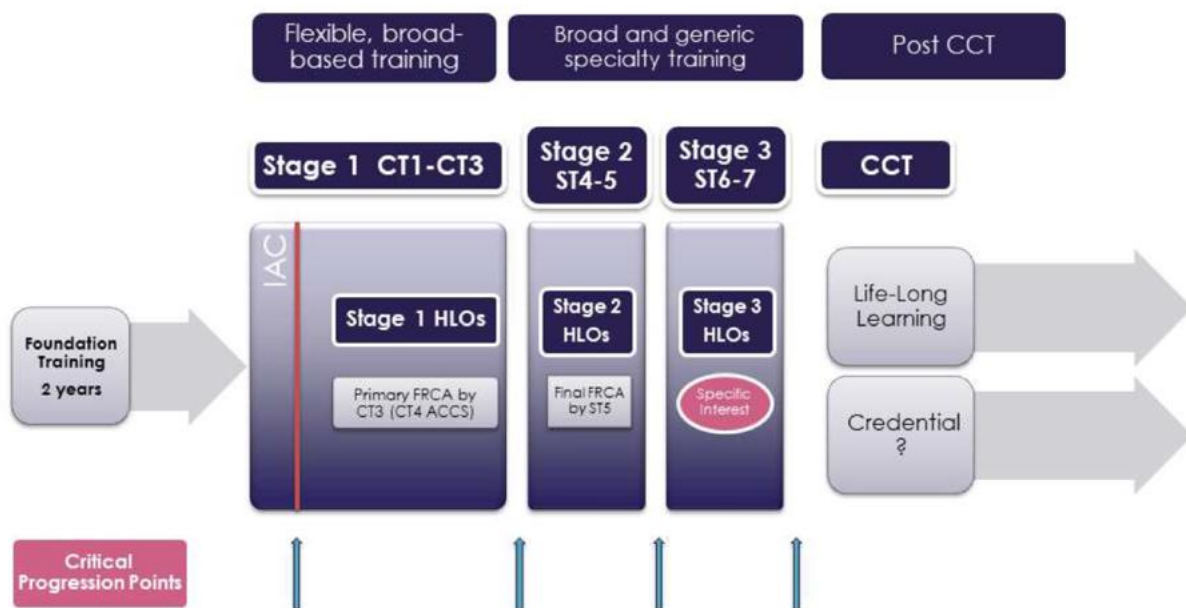 Flexible, broad-
based training
Broad and generic
specialty training
Post CCT
Stage 1 CT1-CT3
Stage 2
ST4-5
Stage 3
ST6-7
CCT
IAC
Foundation
Training
2 years
Stage 1 HLOs
Primary FRCA by
CT3 (CT4 ACCS)
Stage 2
HLOs
Final FRCA
by ST5
Stage 3
HLOs
Specific
Interest
Life-Long
Learning
Credential
?
Critical
Progression Points